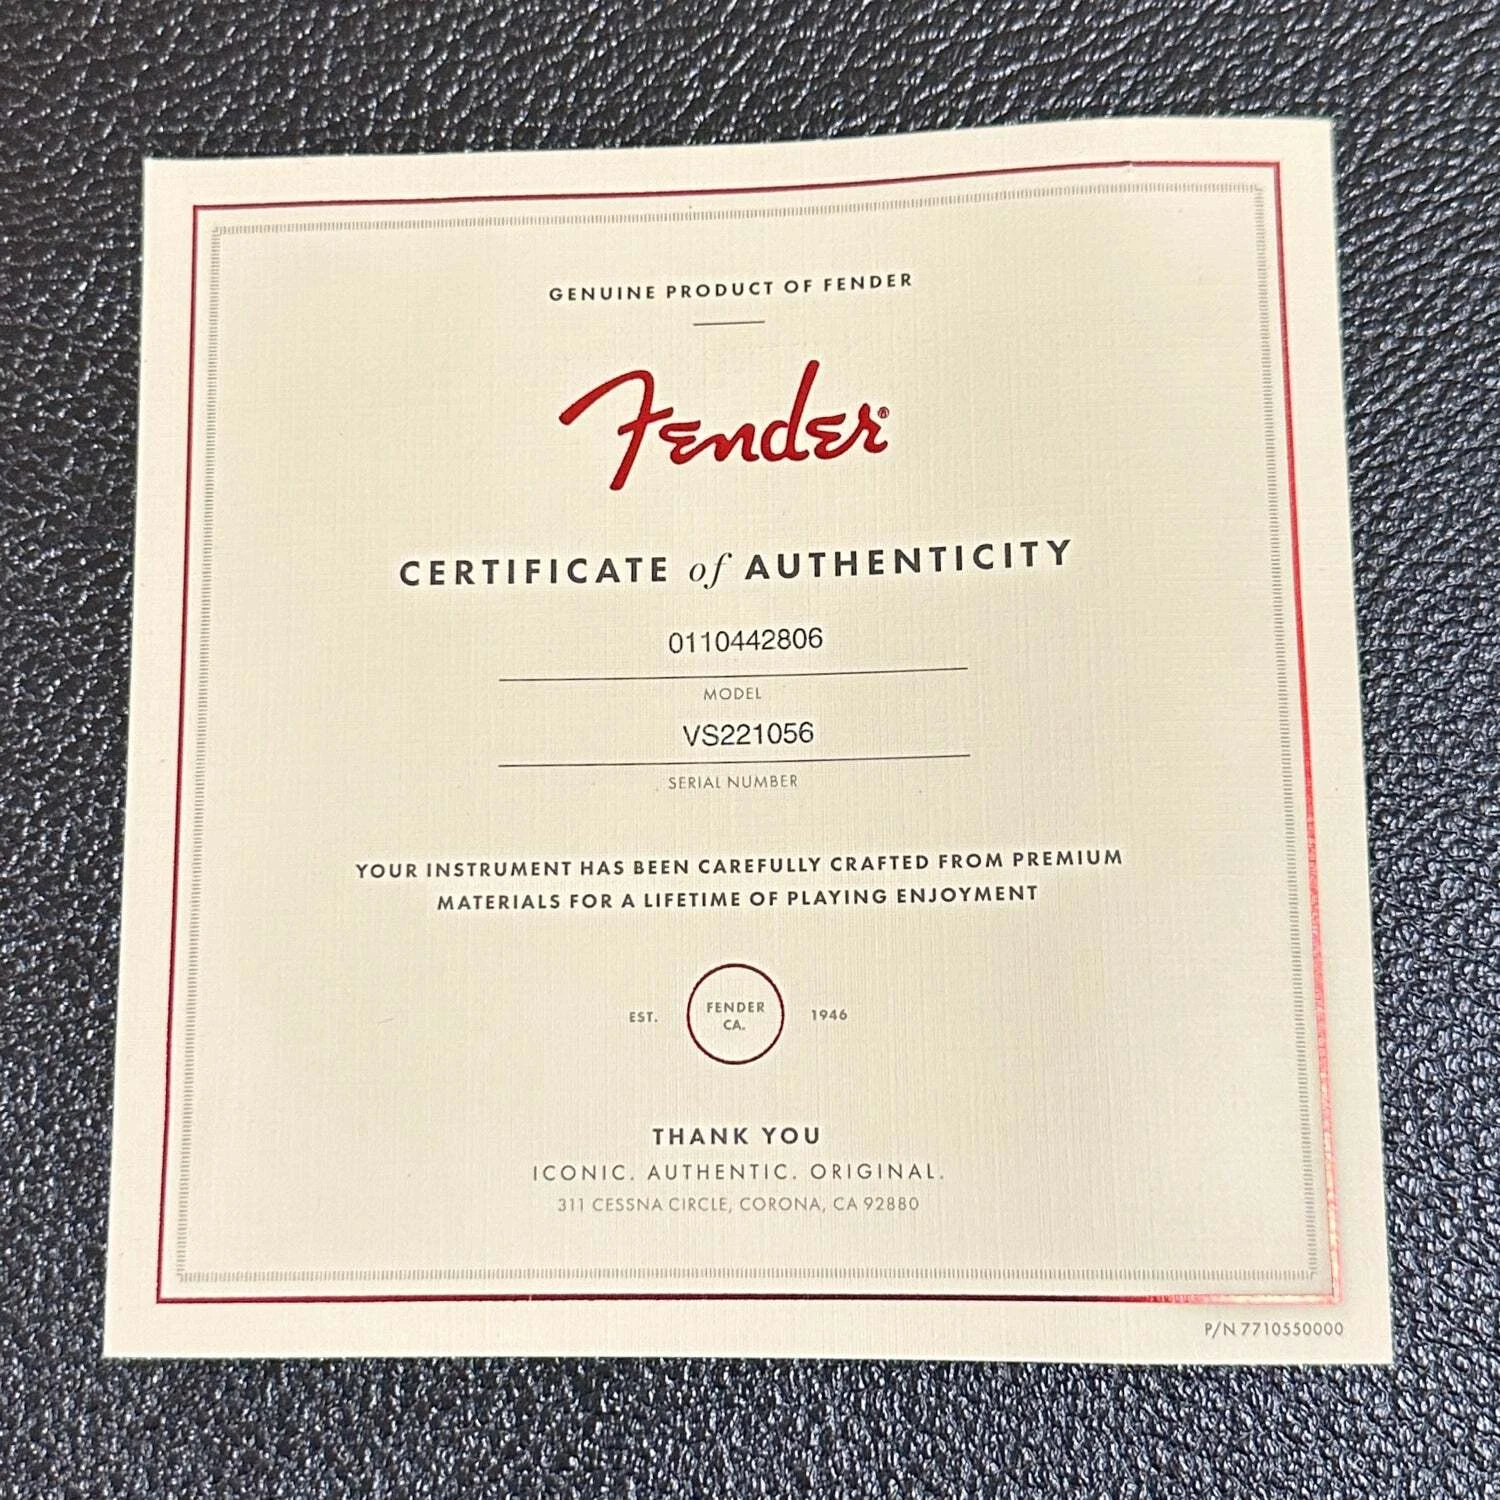 GENUINE PRODUCT OF FENDER
Fender®
CERTIFICATE of AUTHENTICITY
0110442806
MODEL
VS221056
SERIAL NUMBER
YOUR INSTRUMENT HAS BEEN CAREFULLY CRAFTED FROM PREMIUM
MATERIALS FOR A LIFETIME OF PLAYING ENJOYMENT
EST. FENDER 1946
CA.
THANK YOU
ICONIC. AUTHENTIC. ORIGINAL.
311 CESSNA CIRCLE, CORONA, CA 92880
P/N 7710550000